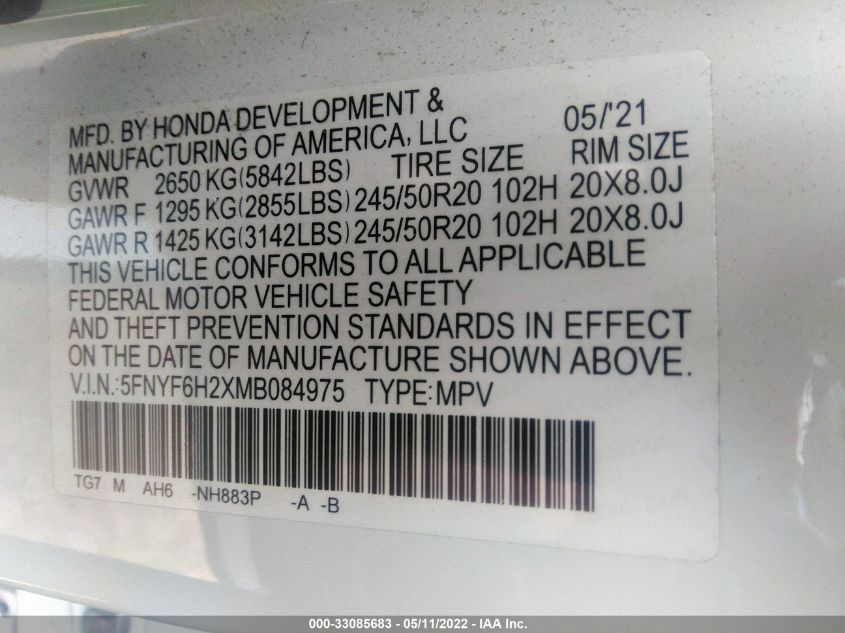 MFD. BY HONDA DEVELOPMENT &
MANUFACTURING OF AMERICA, LLC 05/'21
GVWR 2650 KG(5842LBS) TIRE SIZE RIM SIZE
GAWR F 1295 KG(2855LBS) 245/50R20 102H 20X8.0J
GAWR R 1425 KG(3142LBS) 245/50R20 102H 20X8.0J
THIS VEHICLE CONFORMS TO ALL APPLICABLE
FEDERAL MOTOR VEHICLE SAFETY
AND THEFT PREVENTION STANDARDS IN EFFECT
ON THE DATE OF MANUFACTURE SHOWN ABOVE.
V.I.N.:5FNYF6H2XMB084975 TYPE:MPV
TG7 M AH6 -NH883P -A -B
000-33085683 - 05/11/2022 - IAA Inc.